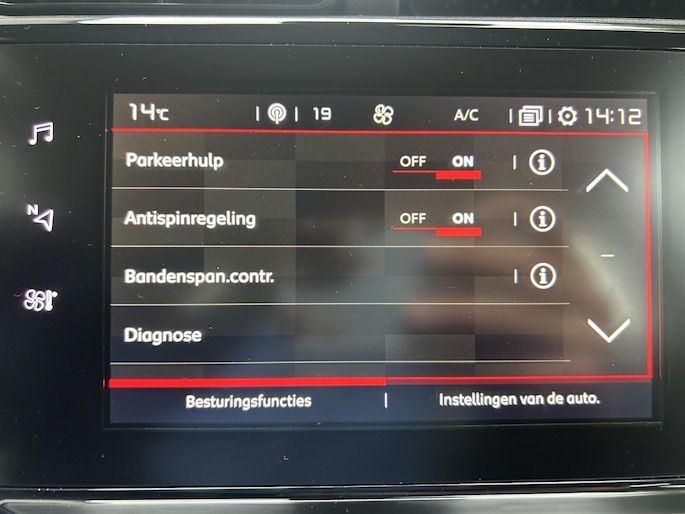 14°C 19 A/C 14:12
Parkeerhulp OFF ON
Antispinregeling OFF ON
Bandenspan.contr.
Diagnose
Besturingsfuncties Instellingen van de auto.
N